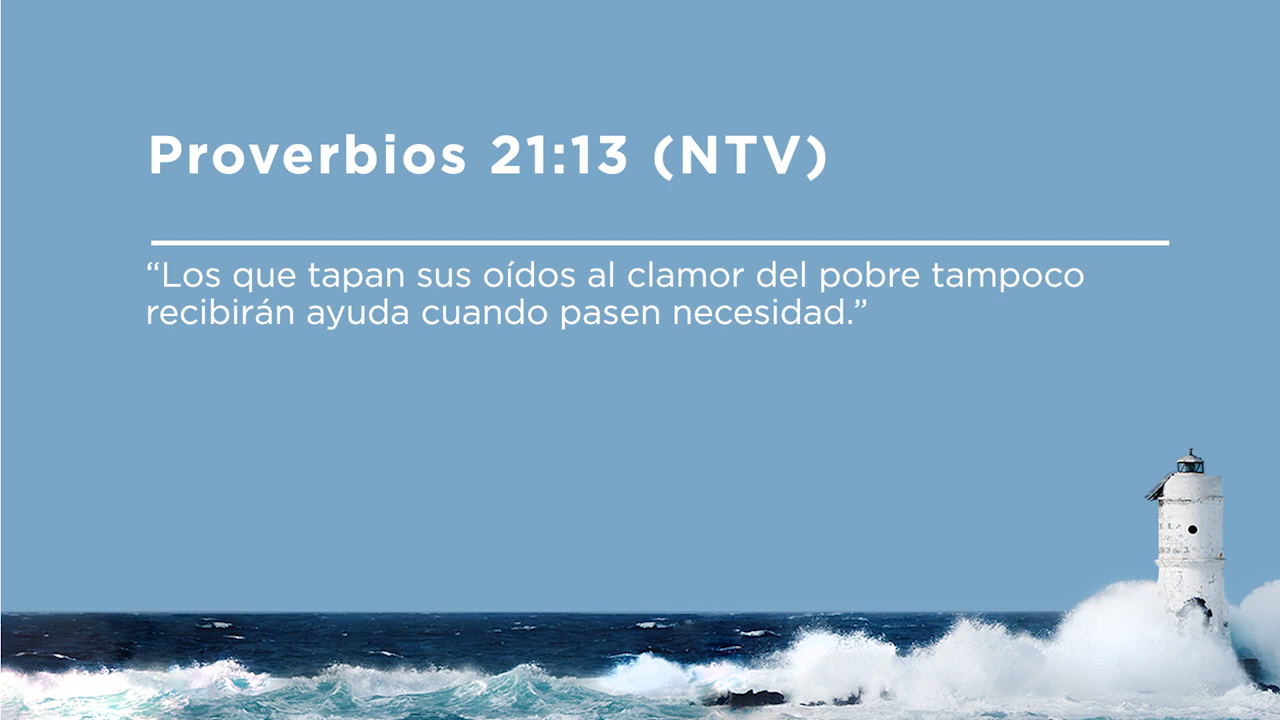 Proverbios 21:13 (NTV)
“Los que tapan sus oídos al clamor del pobre tampoco
recibirán ayuda cuando pasen necesidad.”